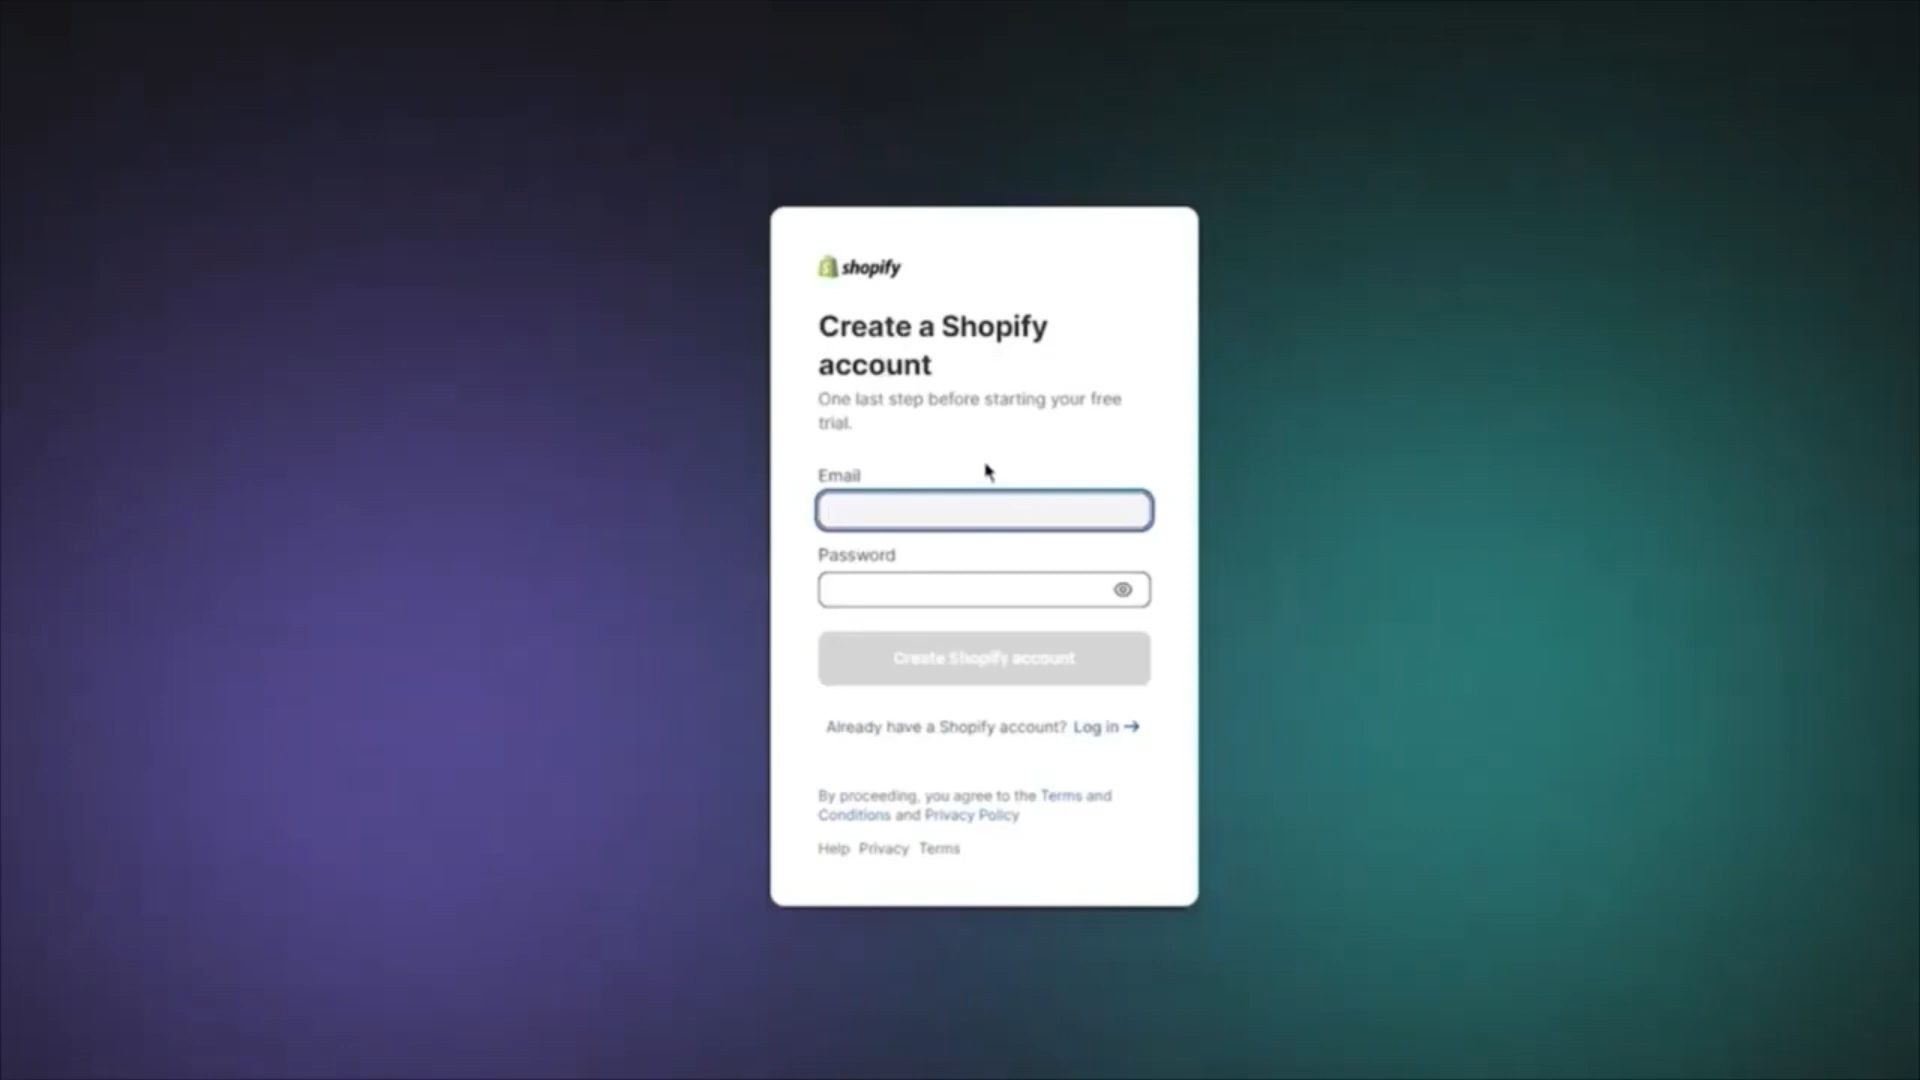 shopify
Create a Shopify
account
One last step before starting your free
trial.
Email
Password
Create Shopify account
Already have a Shopify account? Log in →
By proceeding, you agree to the Terms and
Conditions and Privacy Policy
Help Privacy Terms